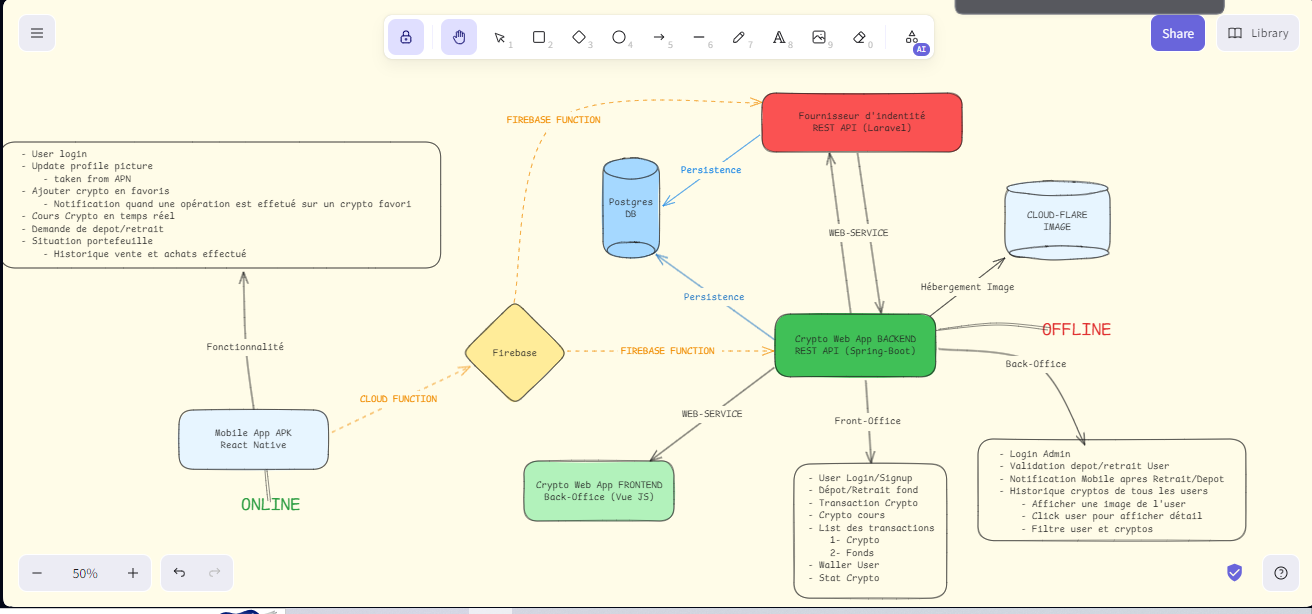 1
2
3
4
5
6
7
8
9
0
AI
Share
Library
FIREBASE FUNCTION
Fournisseur d'indentité
REST API (Laravel)
- User login
- Update profile picture
- taken from APN
- Ajouter crypto en favoris
- Notification quand une opération est effetué sur un crypto favori
- Cours Crypto en temps réel
- Demande de depot/retrait
- Situation portefeuille
- Historique vente et achats effectué
Persistence
Postgres
DB
CLOUD-FLARE
IMAGE
WEB-SERVICE
Hébergement Image
Persistence
OFFLINE
Fonctionnalité
Firebase
FIREBASE FUNCTION
Crypto Web App BACKEND
REST API (Spring-Boot)
Back-Office
CLOUD FUNCTION
WEB-SERVICE
Front-Office
Mobile App APK
React Native
ONLINE
Crypto Web App FRONTEND
Back-Office (Vue JS)
- User Login/Signup
- Dépot/Retrait fond
- Transaction Crypto
- Crypto cours
- List des transactions
1- Crypto
2- Fonds
- Waller User
- Stat Crypto
- Login Admin
- Validation depot/retrait User
- Notification Mobile apres Retrait/Depot
- Historique cryptos de tous les users
- Afficher une image de l'user
- Click user pour afficher détail
- Filtre user et cryptos
50%